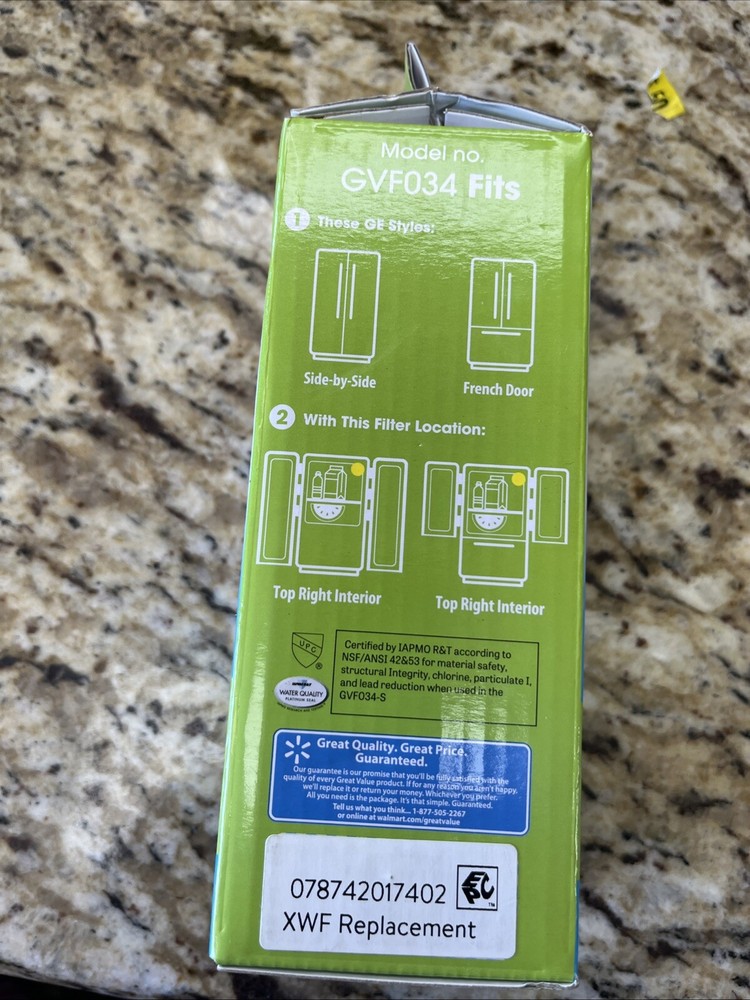 Model no.
GVF034 Fits
1 These GE Styles:
Side-by-Side
French Door
2 With This Filter Location:
Top Right Interior
Top Right Interior
UPC
®
WATER QUALITY
PLATINUM SEAL
Certified by IAPMO R&T according to
NSF/ANSI 42&53 for material safety,
structural Integrity, chlorine, particulate I,
and lead reduction when used in the
GVF034-S
Great Quality. Great Price.
Guaranteed.
Our guarantee is our promise that you'll be fully satisfied with the
quality of every Great Value product. If for any reason you aren't happy,
we'll replace it or return your money. Whichever you prefer.
All you need is the package. It's that simple. Guaranteed.
Tell us what you think... 1-877-505-2267
or online at walmart.com/greatvalue
078742017402
EPC
TM
XWF Replacement